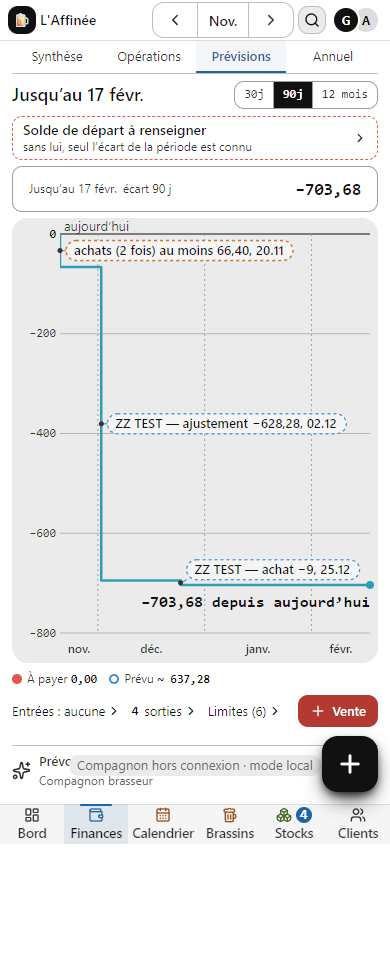 L'Affinée
Nov.
G
A
Synthèse
Opérations
Prévisions
Annuel
Jusqu'au 17 févr.
30j
90j
12 mois
Solde de départ à renseigner
sans lui, seul l'écart de la période est connu
Jusqu'au 17 févr. écart 90 j
−703,68
aujourd'hui
0
achats (2 fois) au moins 66,40, 20.11
−200
ZZ TEST — ajustement −628,28, 02.12
−400
−600
ZZ TEST — achat −9, 25.12
−703,68 depuis aujourd'hui
−800
nov.
déc.
janv.
févr.
À payer 0,00
Prévu ~ 637,28
Entrées : aucune
4 sorties
Limites (6)
Vente
Compagnon hors connexion · mode local
Compagnon brasseur
Bord
Finances
Calendrier
Brassins
4
Stocks
Clients